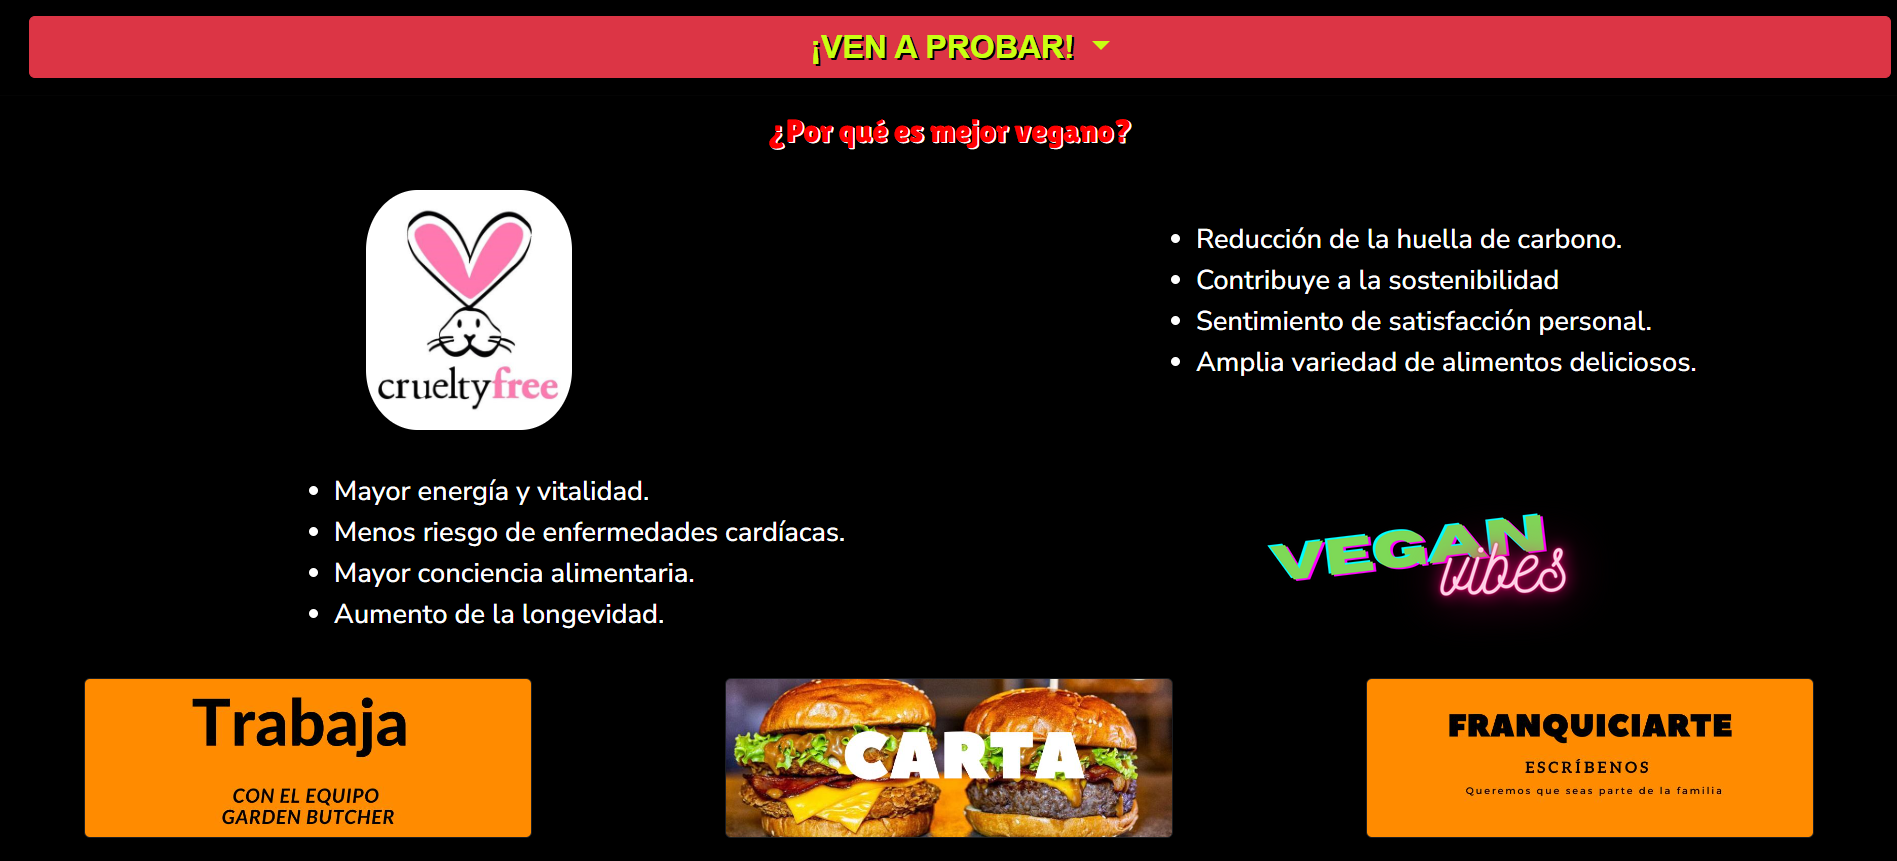 ¡VEN A PROBAR!
¿Por qué es mejor vegano?
crueltyfree
Reducción de la huella de carbono.
Contribuye a la sostenibilidad
Sentimiento de satisfacción personal.
Amplia variedad de alimentos deliciosos.
Mayor energía y vitalidad.
Menos riesgo de enfermedades cardíacas.
Mayor conciencia alimentaria.
Aumento de la longevidad.
VEGAN
vibes
Trabaja
CON EL EQUIPO
GARDEN BUTCHER
CARTA
FRANQUICIARTE
ESCRÍBENOS
Queremos que seas parte de la familia